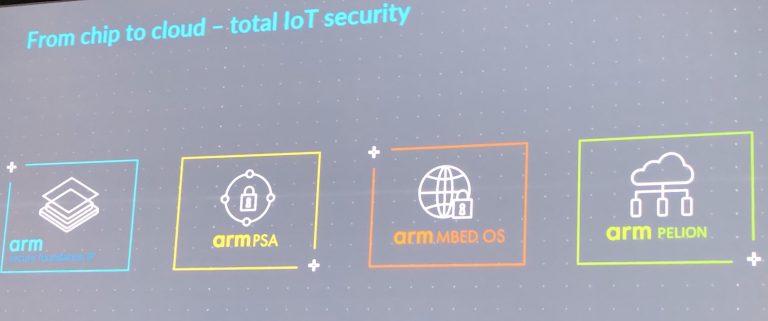 From chip to cloud – total IoT security
arm
secure foundation IP
arm PSA
arm MBED OS
arm PELION